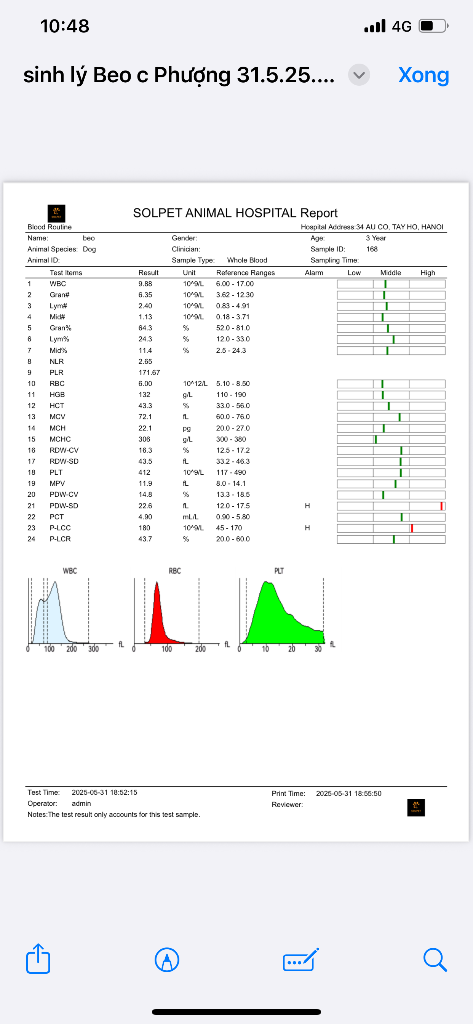 10:48 4G
sinh lý Beo c Phượng 31.5.25.... Xong
SOLPET ANIMAL HOSPITAL Report
Blood Routine Hospital Address:34 AU CO, TAY HO, HANOI
Name: beo Gender: Age: 3 Year
Animal Species: Dog Clinician: Sample ID: 168
Animal ID: Sample Type: Whole Blood Sampling Time:
Test Items Result Unit Reference Ranges Alarm Low Middle High
1 WBC 9.88 10^9/L 6.00 - 17.00
2 Gran# 6.35 10^9/L 3.62 - 12.30
3 Lym# 2.40 10^9/L 0.83 - 4.91
4 Mid# 1.13 10^9/L 0.18 - 3.71
5 Gran% 64.3 % 52.0 - 81.0
6 Lym% 24.3 % 12.0 - 33.0
7 Mid% 11.4 % 2.5 - 24.3
8 NLR 2.65
9 PLR 171.67
10 RBC 6.00 10^12/L 5.10 - 8.50
11 HGB 132 g/L 110 - 190
12 HCT 43.3 % 33.0 - 56.0
13 MCV 72.1 fL 60.0 - 76.0
14 MCH 22.1 pg 20.0 - 27.0
15 MCHC 306 g/L 300 - 380
16 RDW-CV 16.3 % 12.5 - 17.2
17 RDW-SD 43.5 fL 33.2 - 46.3
18 PLT 412 10^9/L 117 - 490
19 MPV 11.9 fL 8.0 - 14.1
20 PDW-CV 14.8 % 13.3 - 18.5
21 PDW-SD 22.6 fL 12.0 - 17.5 H
22 PCT 4.90 mL/L 0.90 - 5.80
23 P-LCC 180 10^9/L 45 - 170 H
24 P-LCR 43.7 % 20.0 - 60.0
WBC RBC PLT
0 100 200 300 fL 0 100 200 fL 0 10 20 30 fL
Test Time: 2025-05-31 18:52:15 Print Time: 2025-05-31 18:55:50
Operator: admin Reviewer:
Notes:The test result only accounts for this test sample.